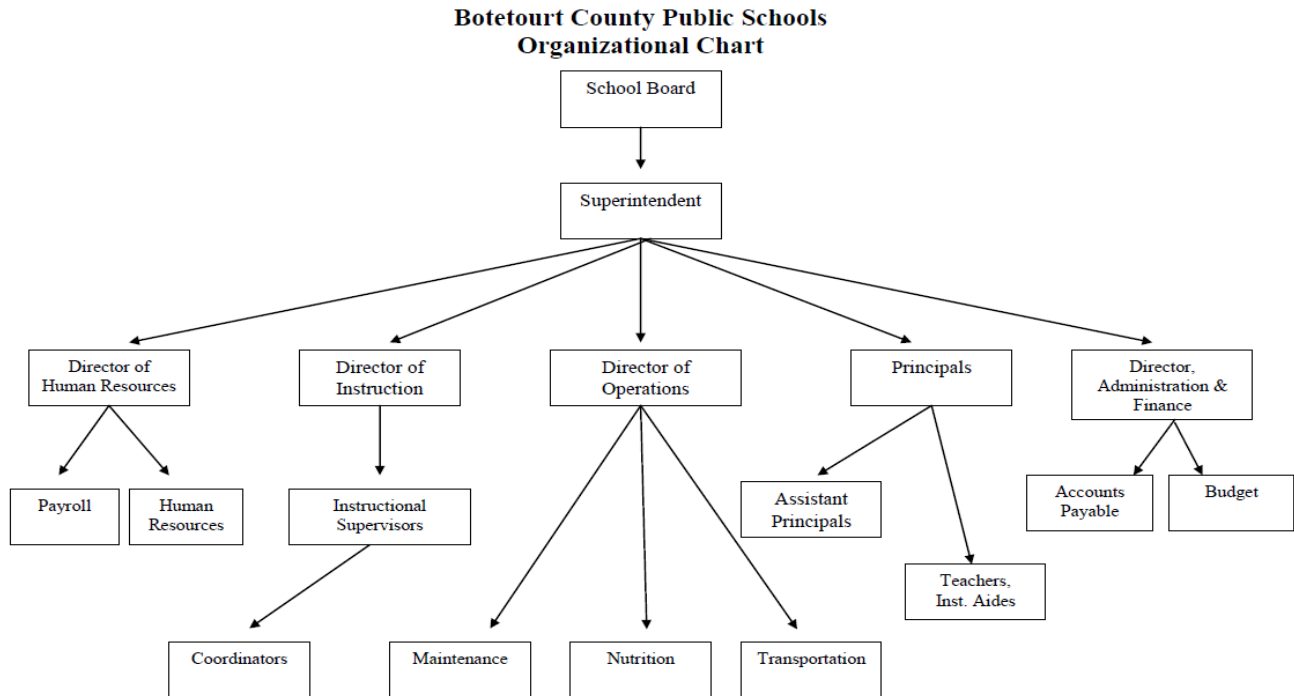 Botetourt County Public Schools
Organizational Chart
School Board
Superintendent
Director of
Human Resources
Director of
Instruction
Director of
Operations
Principals
Director,
Administration &
Finance
Payroll
Human
Resources
Instructional
Supervisors
Assistant
Principals
Accounts
Payable
Budget
Teachers,
Inst. Aides
Coordinators
Maintenance
Nutrition
Transportation